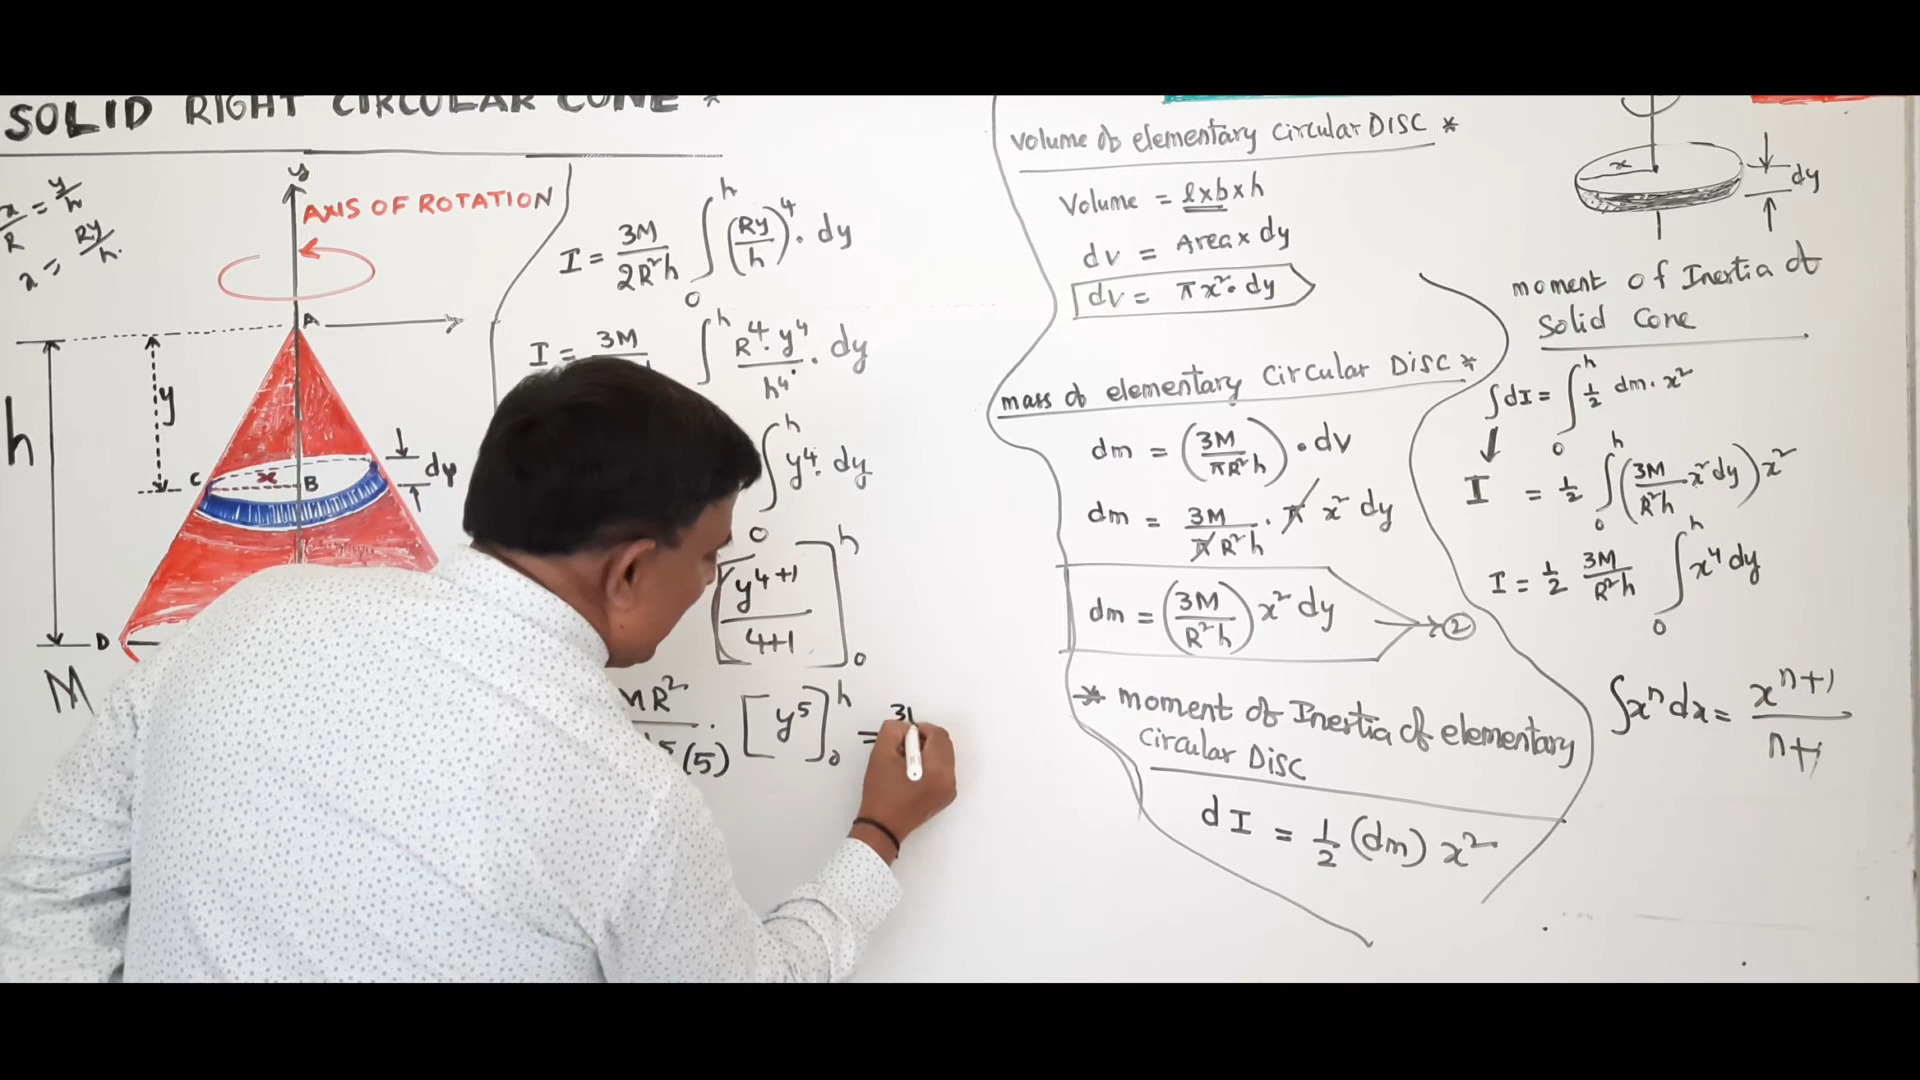 SOLID RIGHT CIRCULAR CONE *
x/R = y/h
x = Ry/h.
y
AXIS OF ROTATION
A
h
y
C x B
dy
D
M
I = 3M/2R²h ∫₀ʰ (Ry/h)⁴ · dy
I = 3M ∫ʰ R⁴·y⁴/h⁴ · dy
∫₀ʰ y⁴ · dy
[y⁴⁺¹/4+1]₀ʰ
MR²/(5) · [y⁵]₀ʰ = 3
Volume of elementary Circular DISC *
Volume = l×b×h
dv = Area × dy
dv = πx² · dy
mass of elementary Circular DISC *
dm = (3M/πR²h) · dv
dm = 3M/πR²h · π x² dy
dm = (3M/R²h) x² dy → 2
* moment of Inertia of elementary
Circular DISC
dI = 1/2 (dm) x²
x
dy
moment of Inertia of
Solid Cone
∫dI = ∫₀ʰ 1/2 dm · x²
I = 1/2 ∫₀ʰ (3M/R²h x² dy) x²
I = 1/2 3M/R²h ∫₀ʰ x⁴ dy
∫xⁿ dx = xⁿ⁺¹/n+1